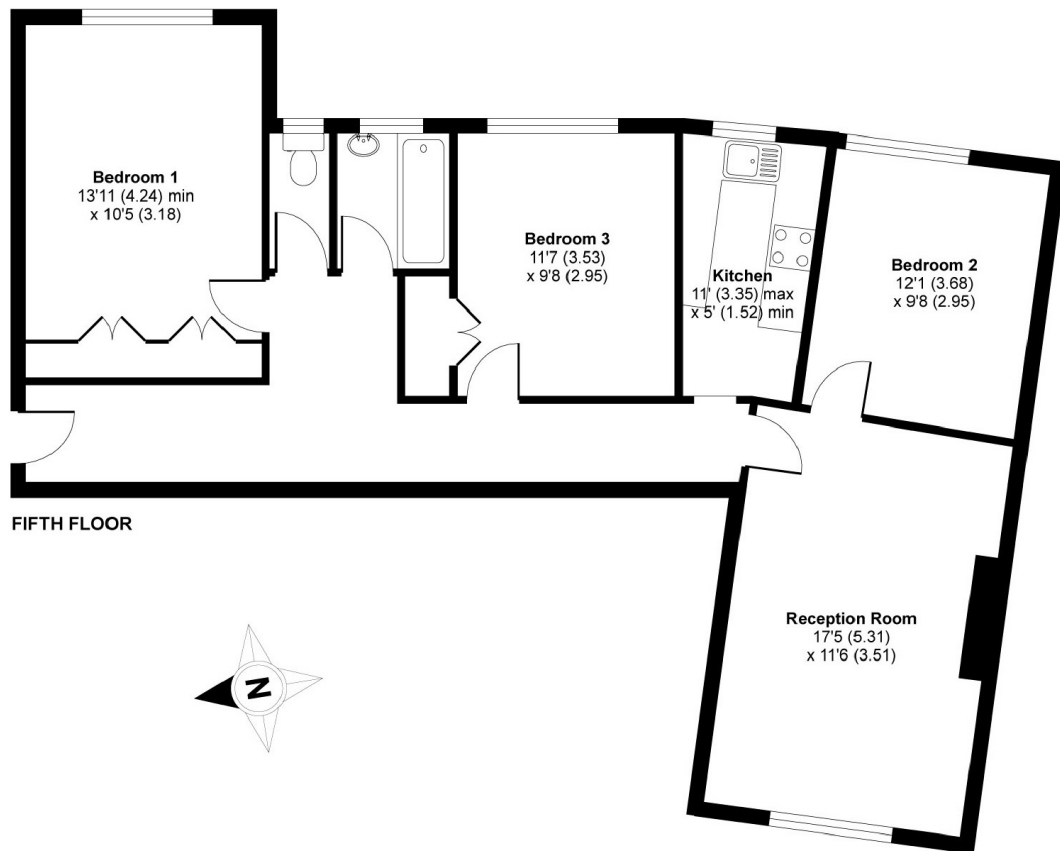 Bedroom 1
13'11 (4.24) min
x 10'5 (3.18)
Bedroom 3
11'7 (3.53)
x 9'8 (2.95)
Kitchen
11' (3.35) max
x 5' (1.52) min
Bedroom 2
12'1 (3.68)
x 9'8 (2.95)
FIFTH FLOOR
Reception Room
17'5 (5.31)
x 11'6 (3.51)
N